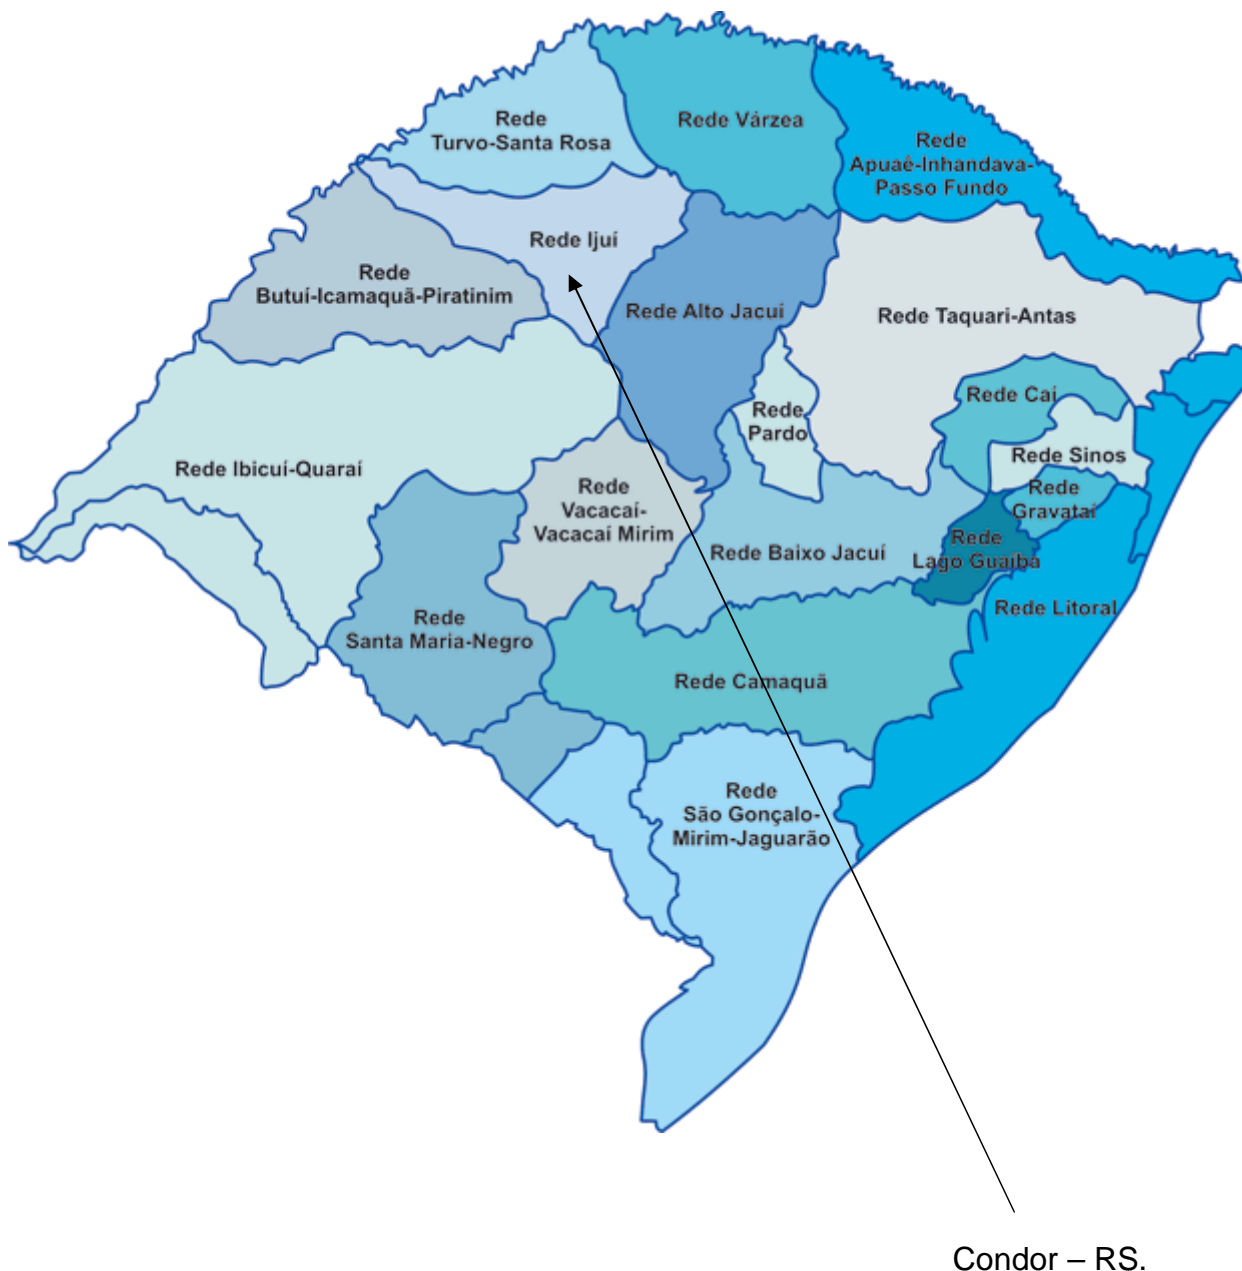 Rede
Turvo-Santa Rosa
Rede Várzea
Rede
Apuaê-Inhandava-
Passo Fundo
Rede Ijuí
Rede
Butuí-Icamaquã-Piratinim
Rede Alto Jacuí
Rede Taquari-Antas
Rede Caí
Rede
Pardo
Rede Sinos
Rede Ibicuí-Quaraí
Rede
Vacacaí-
Vacacaí Mirim
Rede
Gravataí
Rede Baixo Jacuí
Rede
Lago Guaíba
Rede Litoral
Rede
Santa Maria-Negro
Rede Camaquã
Rede
São Gonçalo-
Mirim-Jaguarão
Condor – RS.